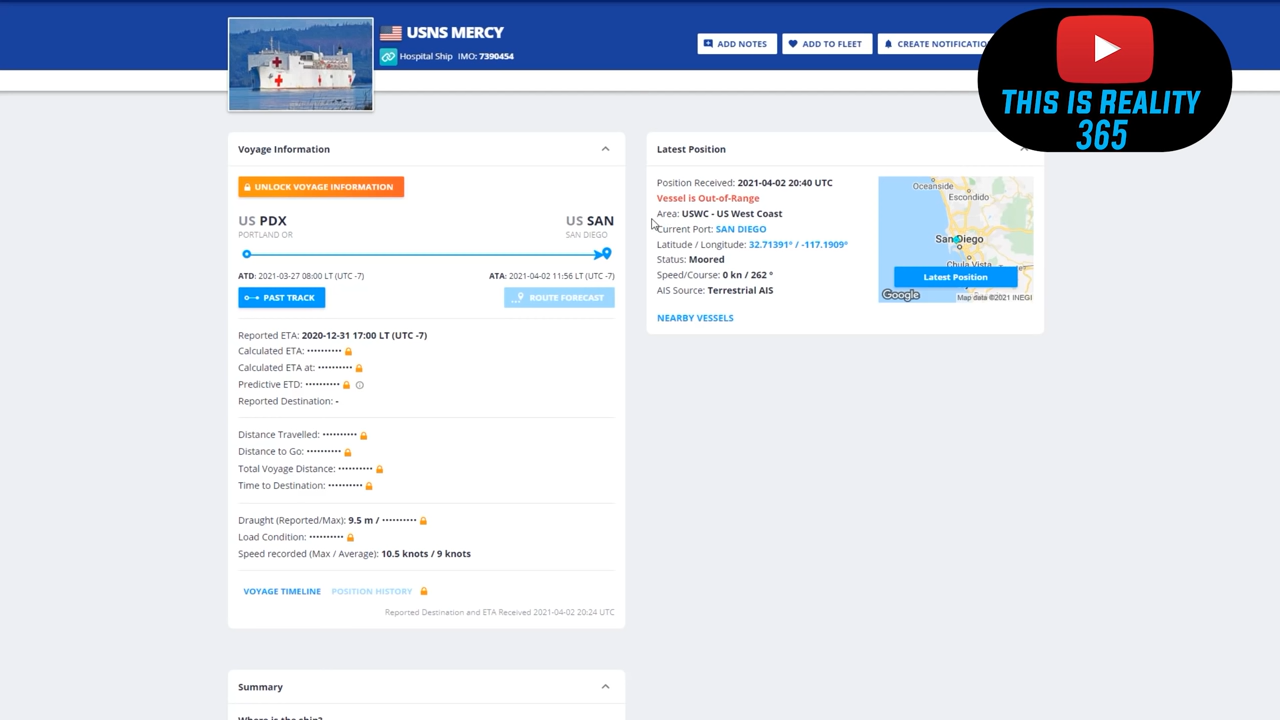 USNS MERCY
Hospital Ship IMO: 7390454
ADD NOTES
ADD TO FLEET
CREATE NOTIFICATIO
THIS IS REALITY
365
Voyage Information
UNLOCK VOYAGE INFORMATION
US PDX
US SAN
PORTLAND OR
SAN DIEGO
ATD: 2021-03-27 08:00 LT (UTC -7)
ATA: 2021-04-02 11:56 LT (UTC -7)
PAST TRACK
ROUTE FORECAST
Reported ETA: 2020-12-31 17:00 LT (UTC -7)
Calculated ETA: ••••••••••
Calculated ETA at: ••••••••••
Predictive ETD: ••••••••••
Reported Destination: -
Distance Travelled: ••••••••••
Distance to Go: ••••••••••
Total Voyage Distance: ••••••••••
Time to Destination: ••••••••••
Draught (Reported/Max): 9.5 m / ••••••••••
Load Condition: ••••••••••
Speed recorded (Max / Average): 10.5 knots / 9 knots
VOYAGE TIMELINE
POSITION HISTORY
Reported Destination and ETA Received 2021-04-02 20:24 UTC
Summary
Where is the ship?
Latest Position
Position Received: 2021-04-02 20:40 UTC
Vessel is Out-of-Range
Area: USWC - US West Coast
Current Port: SAN DIEGO
Latitude / Longitude: 32.71391° / -117.1909°
Status: Moored
Speed/Course: 0 kn / 262 °
AIS Source: Terrestrial AIS
NEARBY VESSELS
Oceanside
Escondido
San Diego
Chula Vista
Latest Position
Google
Map data ©2021 INEGI